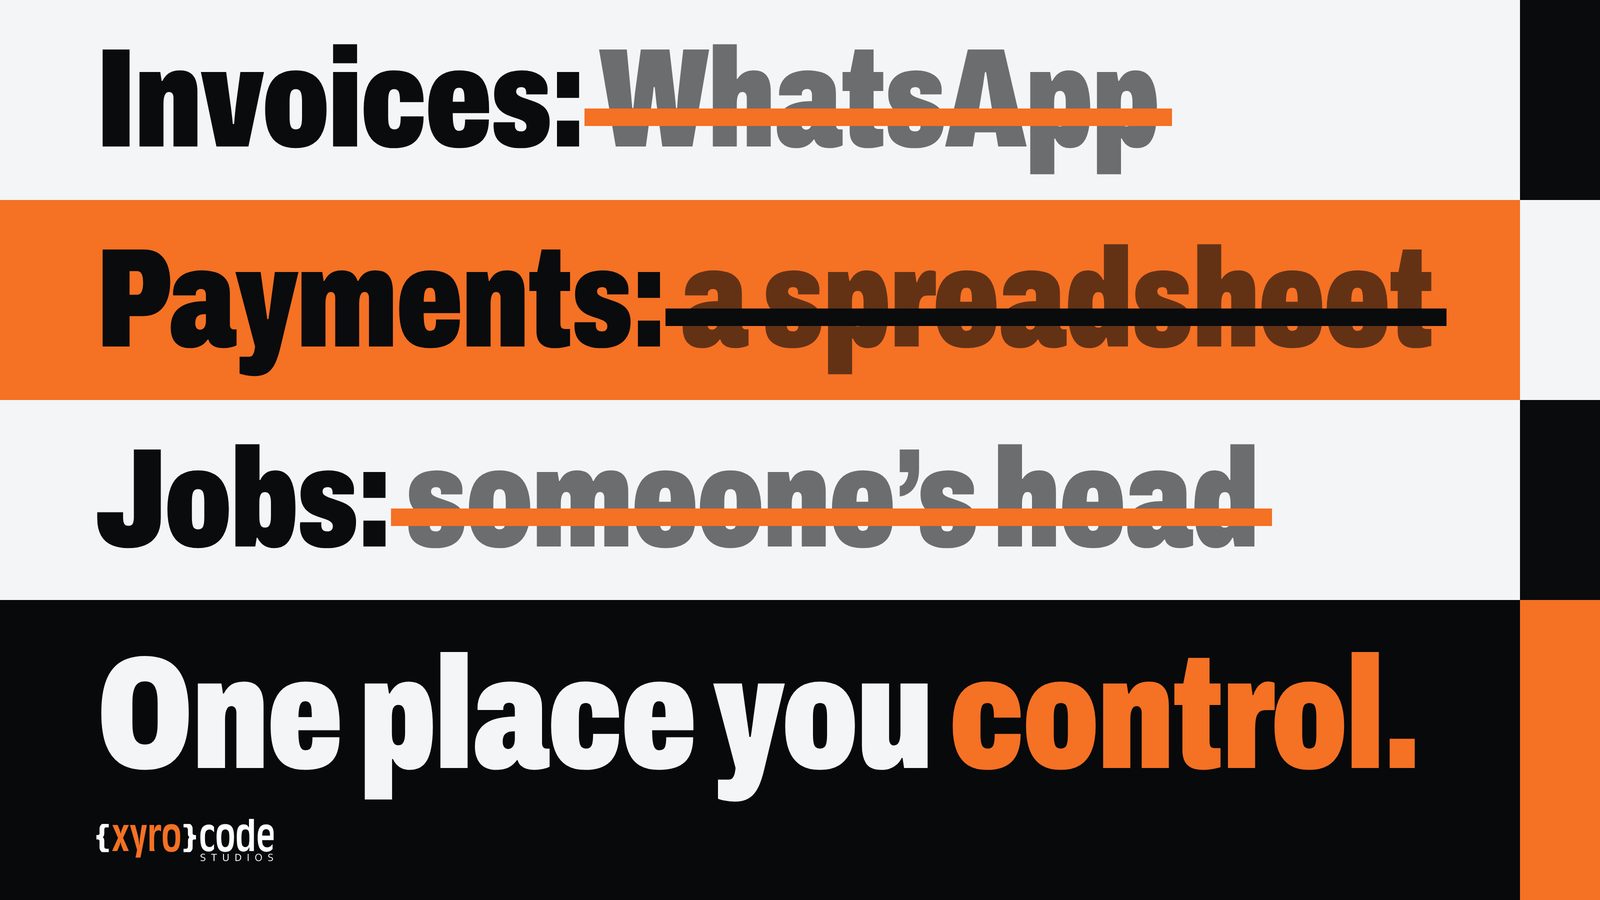 Invoices: WhatsApp
Payments: a spreadsheet
Jobs: someone’s head
One place you control.
{xyro}code
STUDIOS